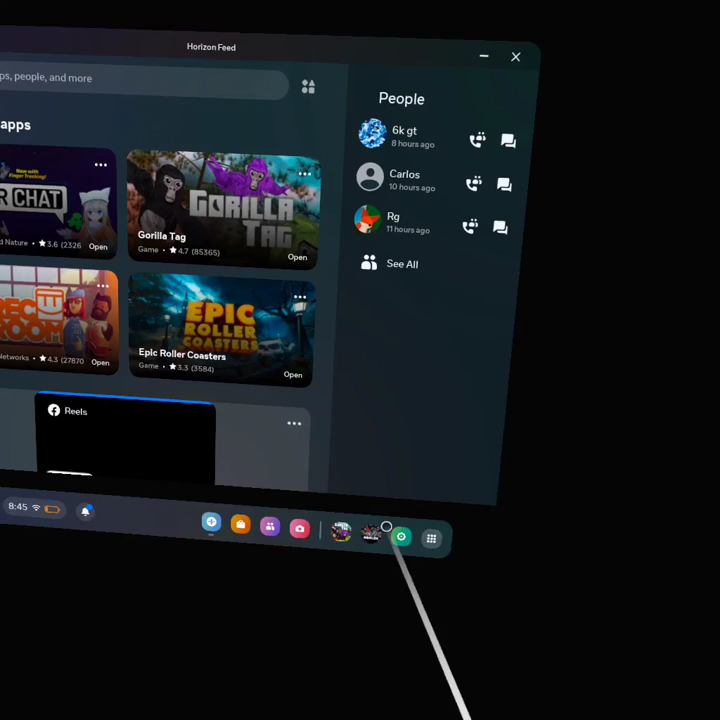 Horizon Feed
ps, people, and more
apps
Now with
Finger Tracking!
R CHAT
d Nature • ★3.6 (2326
Open
GORILLA
TAG
Gorilla Tag
Game • ★4.7 (85365)
Open
REC
ROOM
Networks • ★4.3 (27870
Open
EPIC
ROLLER
COASTERS
Epic Roller Coasters
Game • ★3.3 (3584)
Open
Reels
People
6k gt
8 hours ago
Carlos
10 hours ago
Rg
11 hours ago
See All
8:45